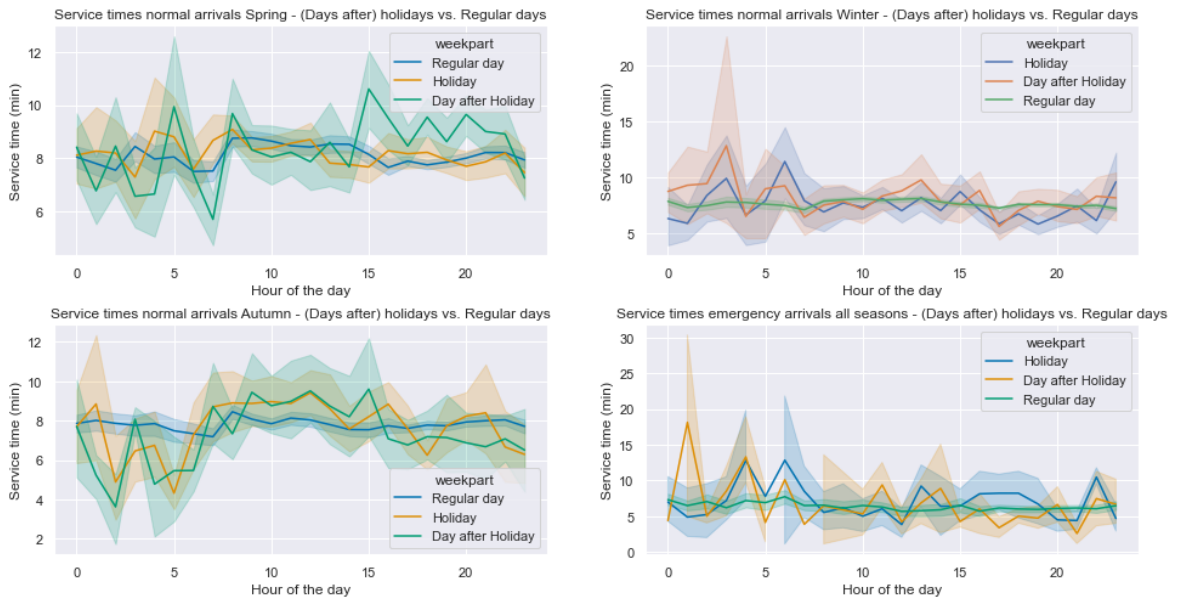 Service times normal arrivals Spring - (Days after) holidays vs. Regular days
12
10
8
6
Service time (min)
0 5 10 15 20
Hour of the day
weekpart
Regular day
Holiday
Day after Holiday
Service times normal arrivals Winter - (Days after) holidays vs. Regular days
20
15
10
5
Service time (min)
0 5 10 15 20
Hour of the day
weekpart
Holiday
Day after Holiday
Regular day
Service times normal arrivals Autumn - (Days after) holidays vs. Regular days
12
10
8
6
4
2
Service time (min)
0 5 10 15 20
Hour of the day
weekpart
Regular day
Holiday
Day after Holiday
Service times emergency arrivals all seasons - (Days after) holidays vs. Regular days
30
25
20
15
10
5
0
Service time (min)
0 5 10 15 20
Hour of the day
weekpart
Holiday
Day after Holiday
Regular day